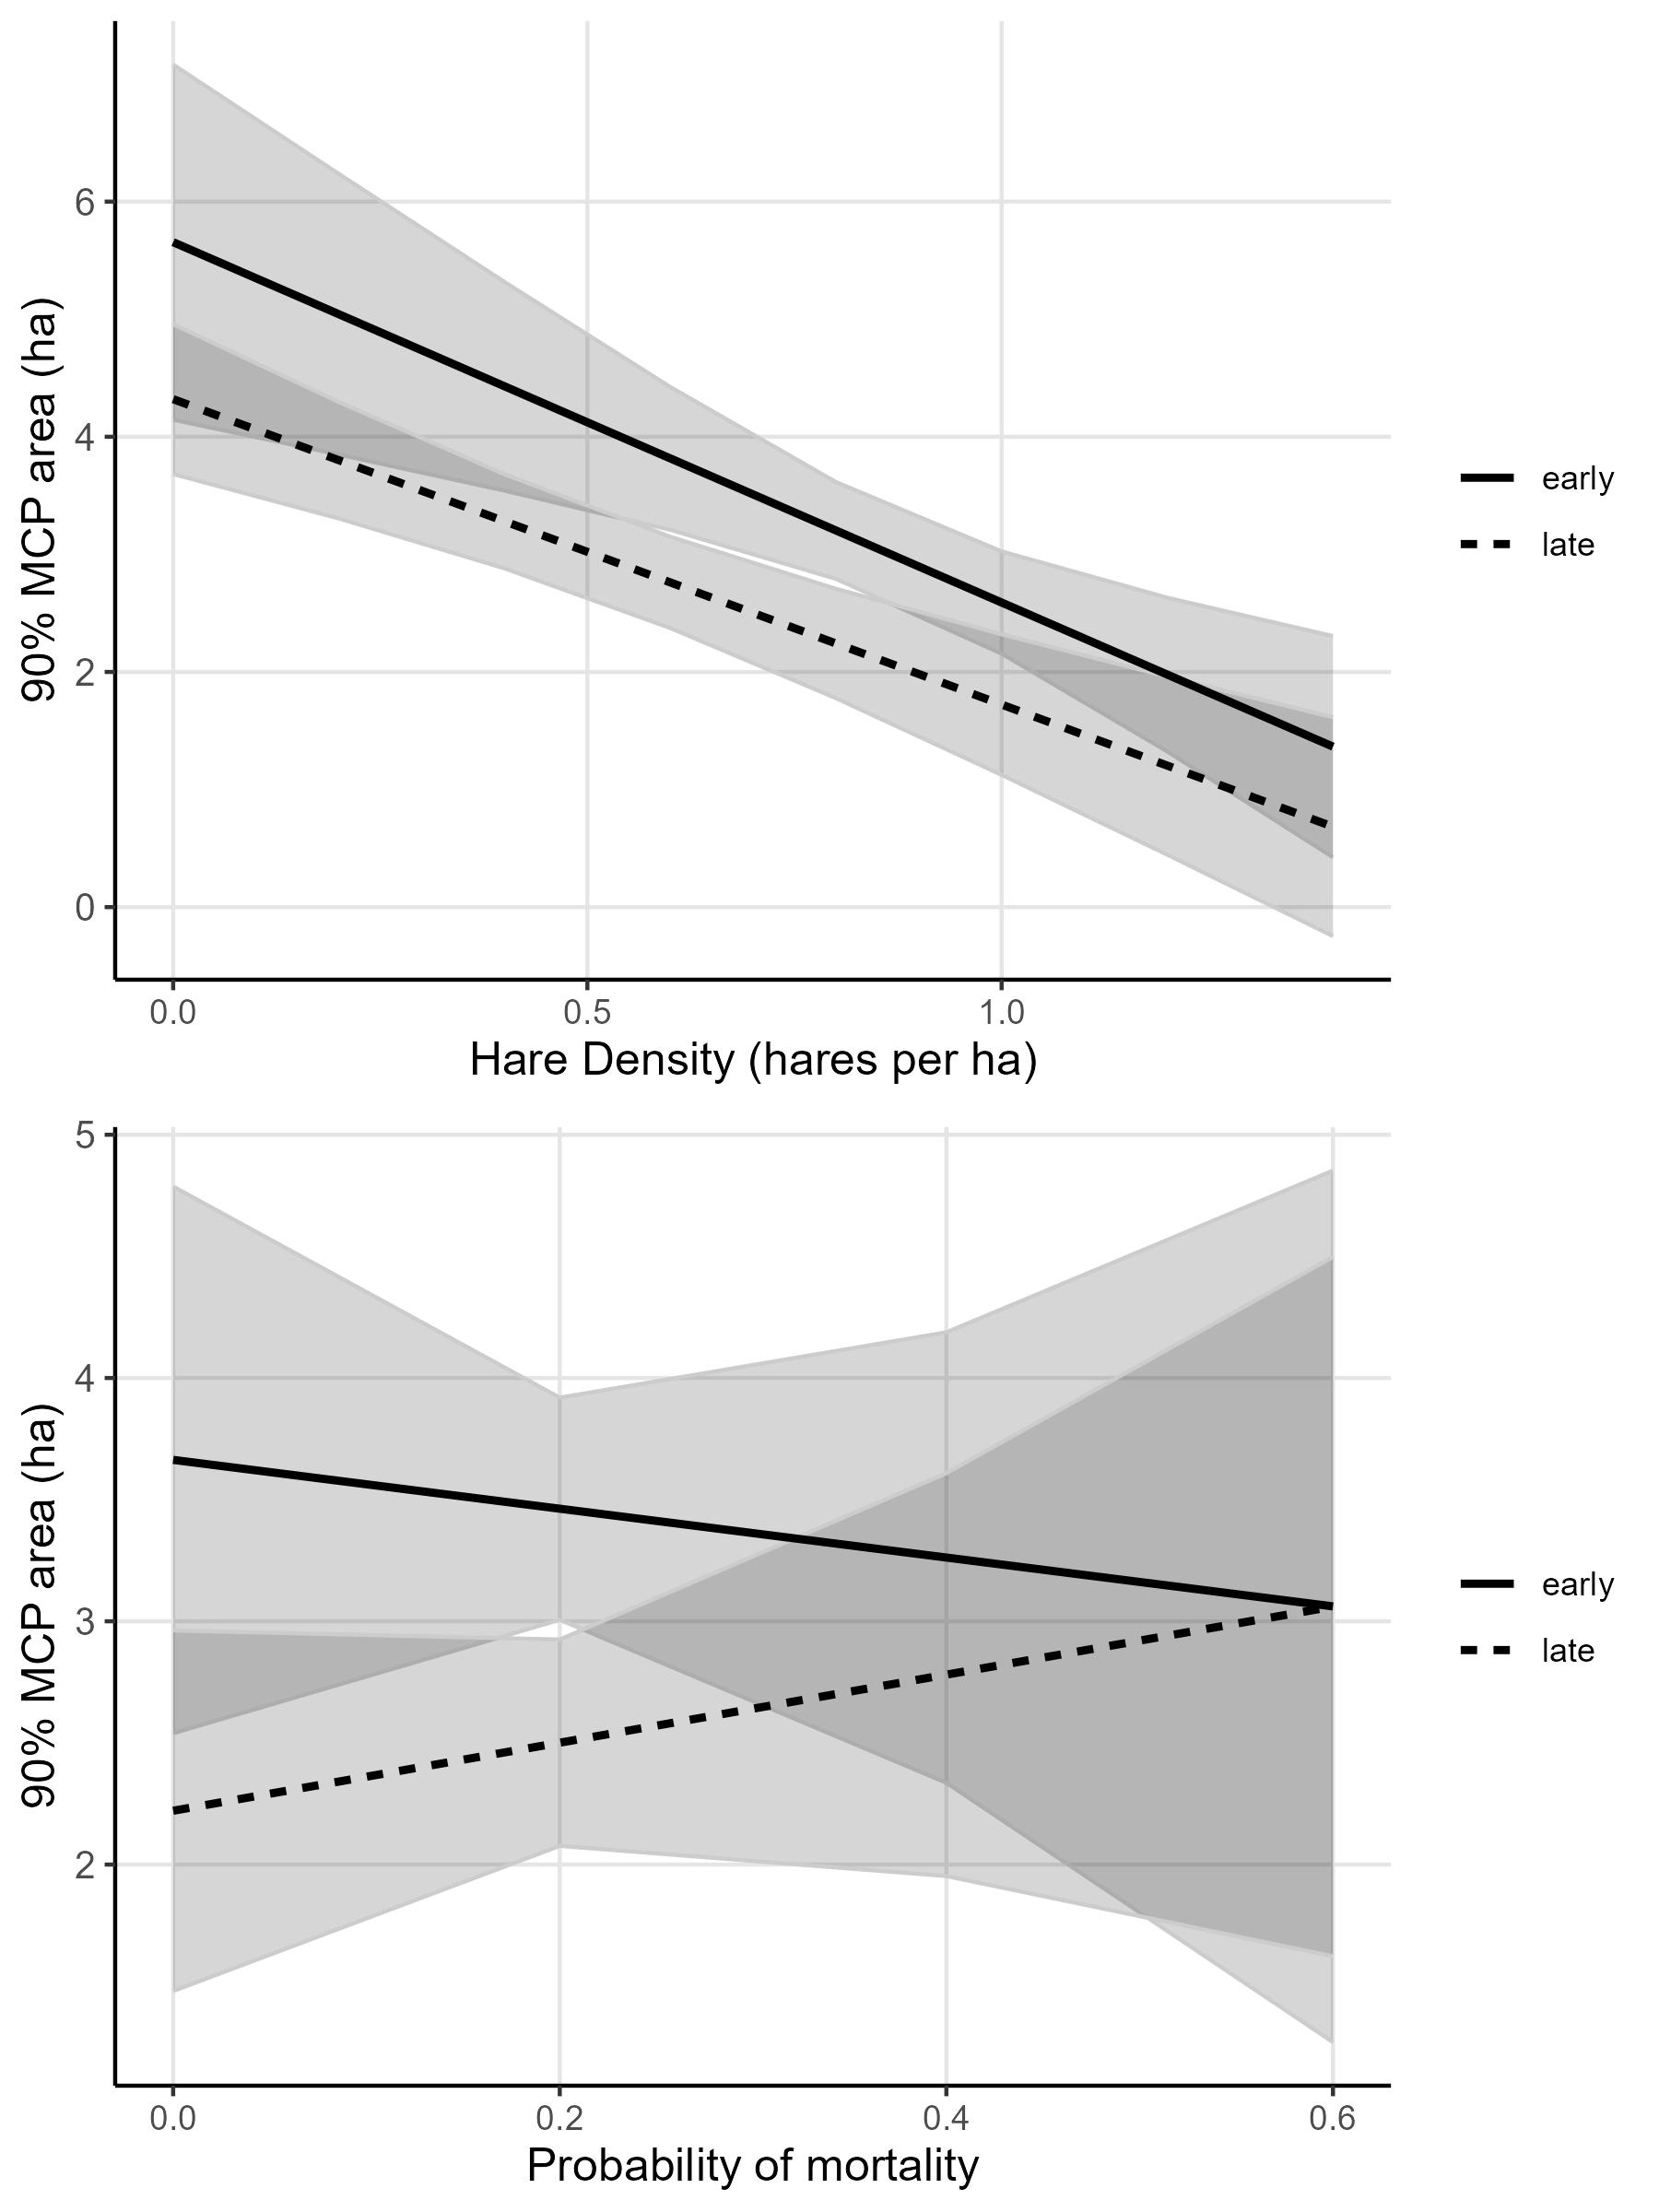 90% MCP area (ha)
6
4
2
0
0.0
0.5
1.0
Hare Density (hares per ha)
early
late
90% MCP area (ha)
5
4
3
2
0.0
0.2
0.4
0.6
Probability of mortality
early
late